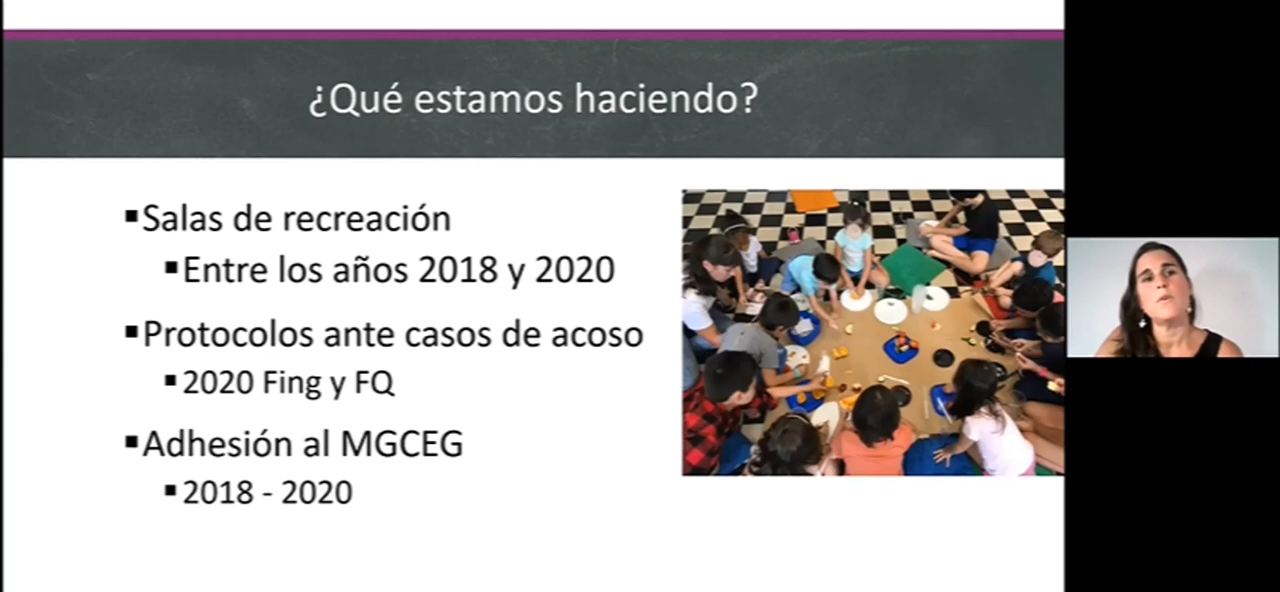 ¿Qué estamos haciendo?
▪Salas de recreación
▪Entre los años 2018 y 2020
▪Protocolos ante casos de acoso
▪2020 Fing y FQ
▪Adhesión al MGCEG
▪2018 - 2020